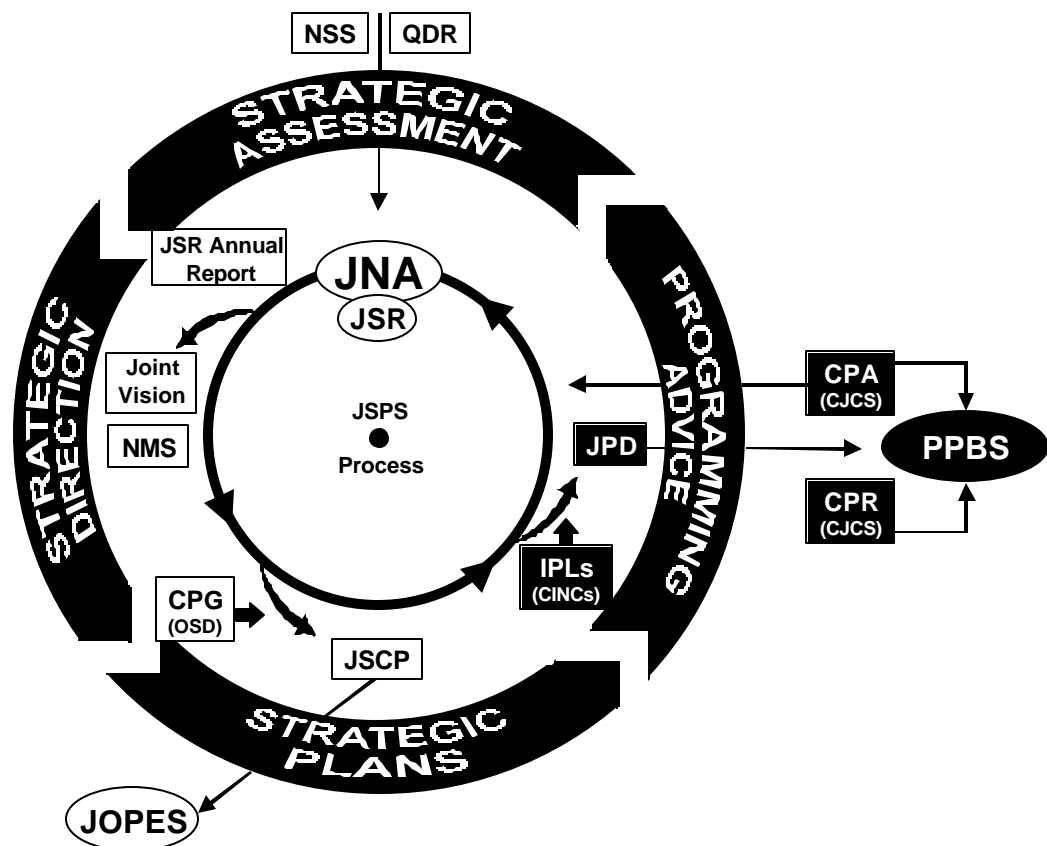 NSS
QDR
STRATEGIC
ASSESSMENT
JSR Annual
Report
JNA
JSR
STRATEGIC
DIRECTION
Joint
Vision
NMS
JSPS
Process
PROGRAMMING
ADVICE
CPA
(CJCS)
JPD
PPBS
CPR
(CJCS)
IPLs
(CINCs)
CPG
(OSD)
JSCP
STRATEGIC
PLANS
JOPES